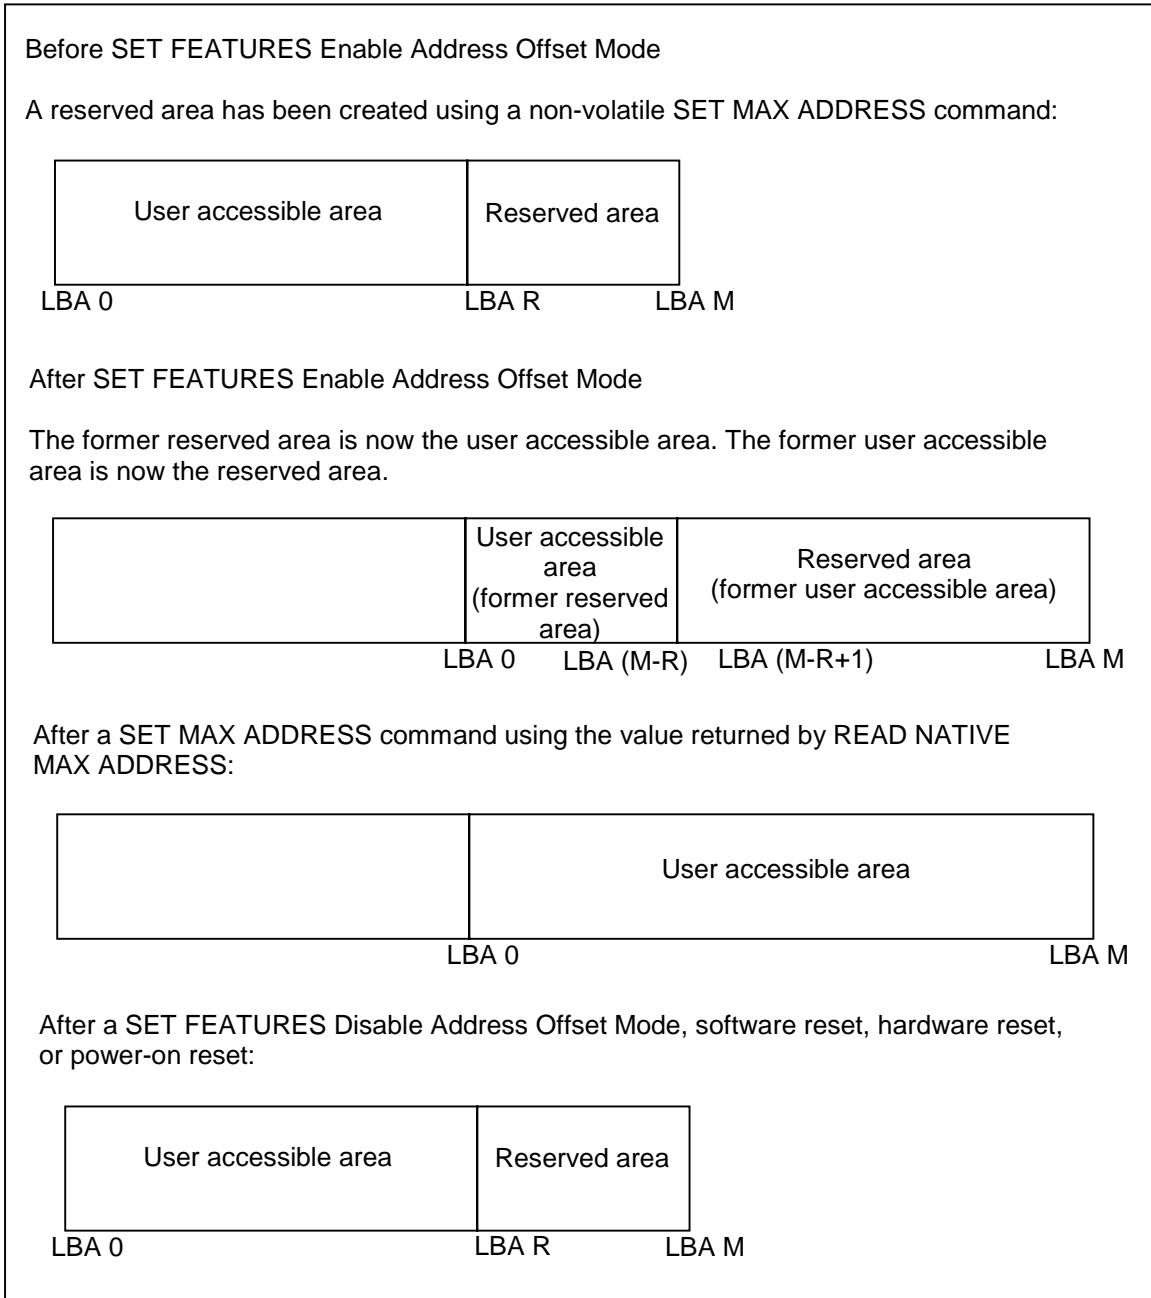 Before SET FEATURES Enable Address Offset Mode
A reserved area has been created using a non-volatile SET MAX ADDRESS command:
User accessible area
Reserved area
LBA 0
LBA R
LBA M
After SET FEATURES Enable Address Offset Mode
The former reserved area is now the user accessible area. The former user accessible
area is now the reserved area.
User accessible
area
(former reserved
area)
Reserved area
(former user accessible area)
LBA 0
LBA (M-R)
LBA (M-R+1)
LBA M
After a SET MAX ADDRESS command using the value returned by READ NATIVE
MAX ADDRESS:
User accessible area
LBA 0
LBA M
After a SET FEATURES Disable Address Offset Mode, software reset, hardware reset,
or power-on reset:
User accessible area
Reserved area
LBA 0
LBA R
LBA M